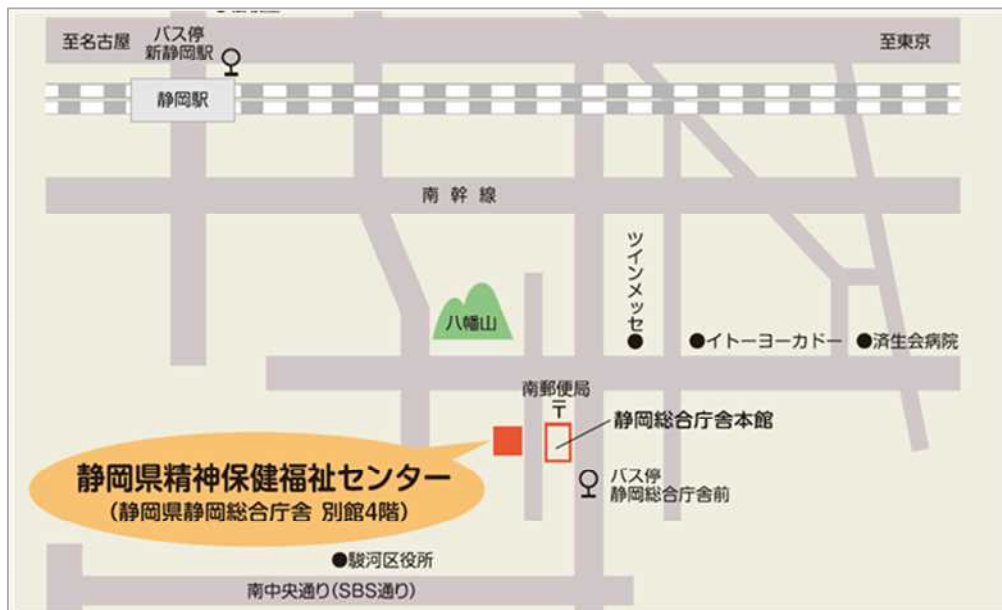 至名古屋
バス停
新静岡駅
至東京
静岡駅
南幹線
ツインメッセ
八幡山
●イトーヨーカドー
●済生会病院
南郵便局
〒
静岡総合庁舎本館
静岡県精神保健福祉センター
(静岡県静岡総合庁舎 別館4階)
バス停
静岡総合庁舎前
●駿河区役所
南中央通り(SBS通り)